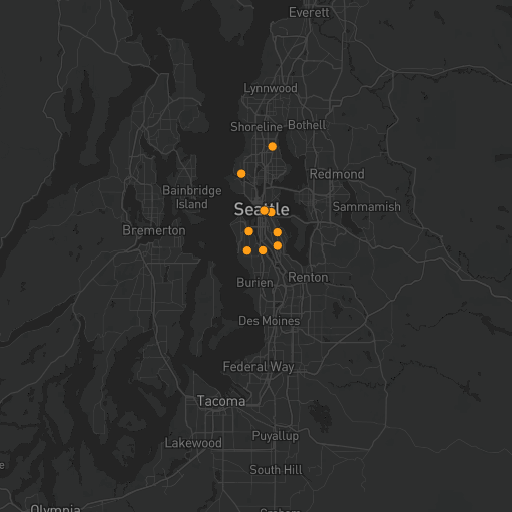 Everett
Lynnwood
Shoreline
Bothell
Redmond
Bainbridge
Island
Sammamish
Seattle
Bremerton
Renton
Burien
Des Moines
Federal Way
Tacoma
Puyallup
Lakewood
South Hill
Olympia
Graham